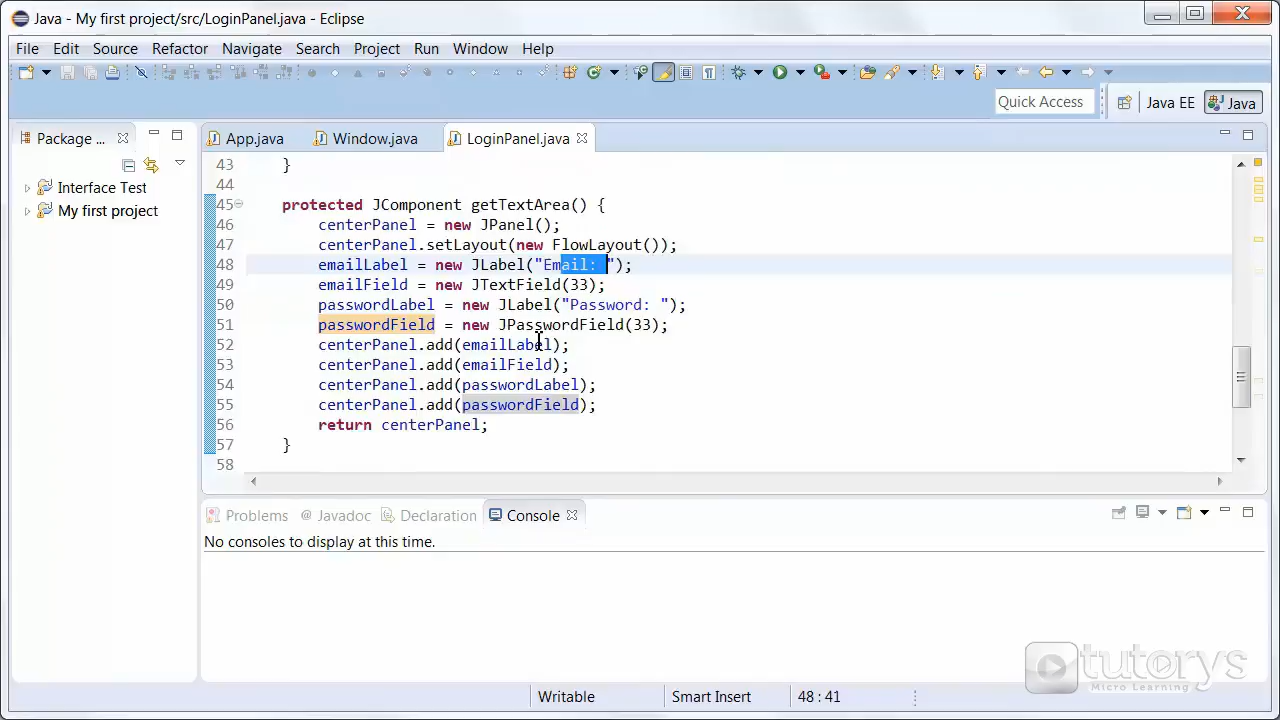 Java - My first project/src/LoginPanel.java - Eclipse
File Edit Source Refactor Navigate Search Project Run Window Help
Quick Access Java EE Java
Package ... App.java Window.java LoginPanel.java
Interface Test
My first project
43 }
44
45 protected JComponent getTextArea() {
46 centerPanel = new JPanel();
47 centerPanel.setLayout(new FlowLayout());
48 emailLabel = new JLabel("Email: ");
49 emailField = new JTextField(33);
50 passwordLabel = new JLabel("Password: ");
51 passwordField = new JPasswordField(33);
52 centerPanel.add(emailLabel);
53 centerPanel.add(emailField);
54 centerPanel.add(passwordLabel);
55 centerPanel.add(passwordField);
56 return centerPanel;
57 }
58
Problems @ Javadoc Declaration Console
No consoles to display at this time.
tutorys
Micro Learning
Writable Smart Insert 48 : 41